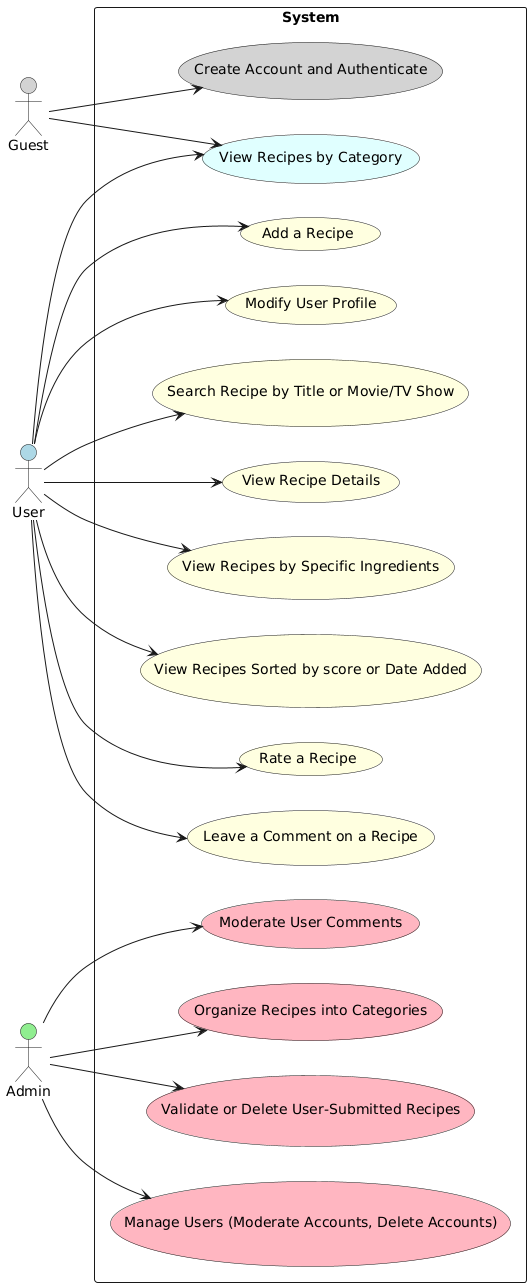 System
Create Account and Authenticate
Guest
View Recipes by Category
Add a Recipe
Modify User Profile
Search Recipe by Title or Movie/TV Show
View Recipe Details
User
View Recipes by Specific Ingredients
View Recipes Sorted by score or Date Added
Rate a Recipe
Leave a Comment on a Recipe
Moderate User Comments
Organize Recipes into Categories
Admin
Validate or Delete User-Submitted Recipes
Manage Users (Moderate Accounts, Delete Accounts)